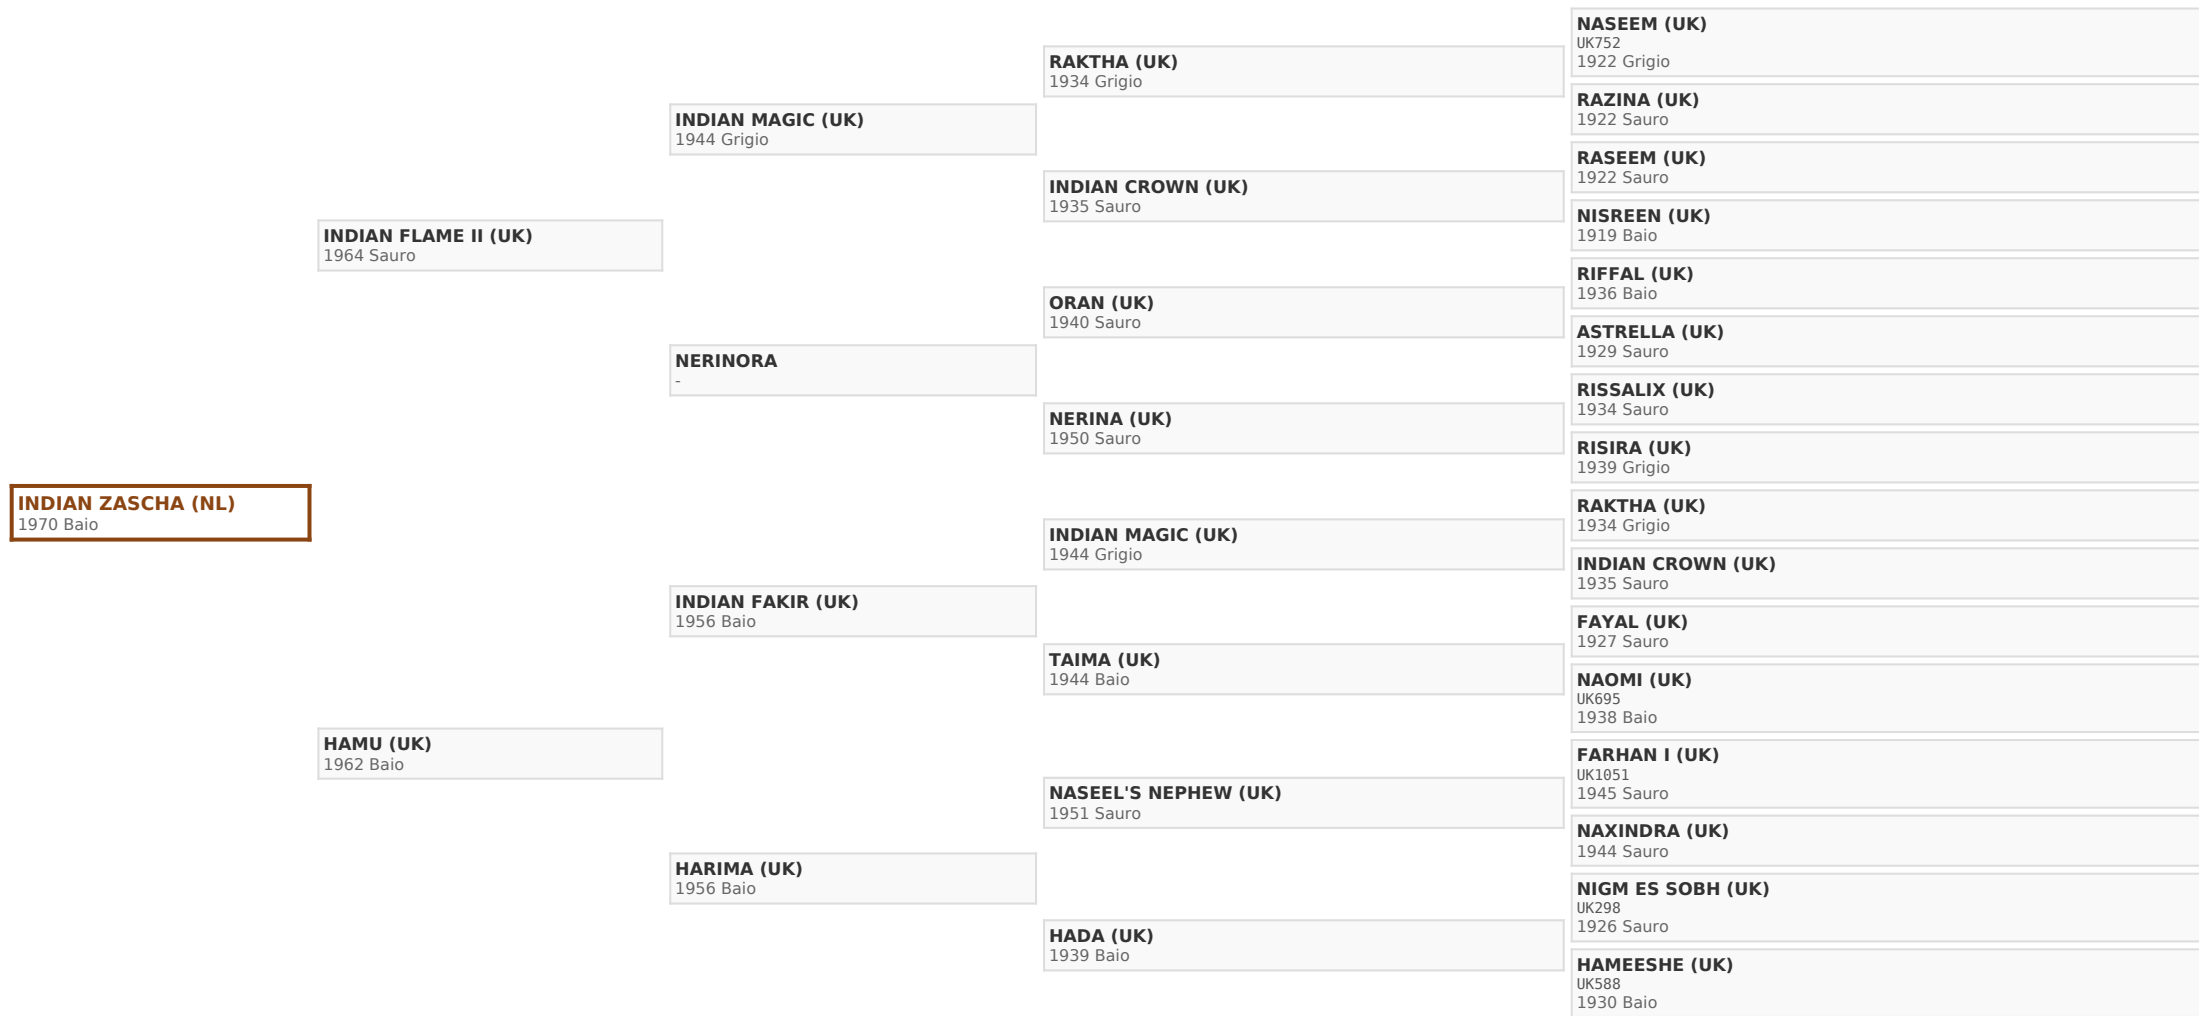 INDIAN ZASCHA (NL)
1970 Baio
INDIAN FLAME II (UK)
1964 Sauro
HAMU (UK)
1962 Baio
INDIAN MAGIC (UK)
1944 Grigio
NERINORA
-
INDIAN FAKIR (UK)
1956 Baio
HARIMA (UK)
1956 Baio
RAKTHA (UK)
1934 Grigio
INDIAN CROWN (UK)
1935 Sauro
ORAN (UK)
1940 Sauro
NERINA (UK)
1950 Sauro
INDIAN MAGIC (UK)
1944 Grigio
TAIMA (UK)
1944 Baio
NASEEL'S NEPHEW (UK)
1951 Sauro
HADA (UK)
1939 Baio
NASEEM (UK)
UK752
1922 Grigio
RAZINA (UK)
1922 Sauro
RASEEM (UK)
1922 Sauro
NISREEN (UK)
1919 Baio
RIFFAL (UK)
1936 Baio
ASTRELLA (UK)
1929 Sauro
RISSALIX (UK)
1934 Sauro
RISIRA (UK)
1939 Grigio
RAKTHA (UK)
1934 Grigio
INDIAN CROWN (UK)
1935 Sauro
FAYAL (UK)
1927 Sauro
NAOMI (UK)
UK695
1938 Baio
FARHAN I (UK)
UK1051
1945 Sauro
NAXINDRA (UK)
1944 Sauro
NIGM ES SOBH (UK)
UK298
1926 Sauro
HAMEESHE (UK)
UK588
1930 Baio